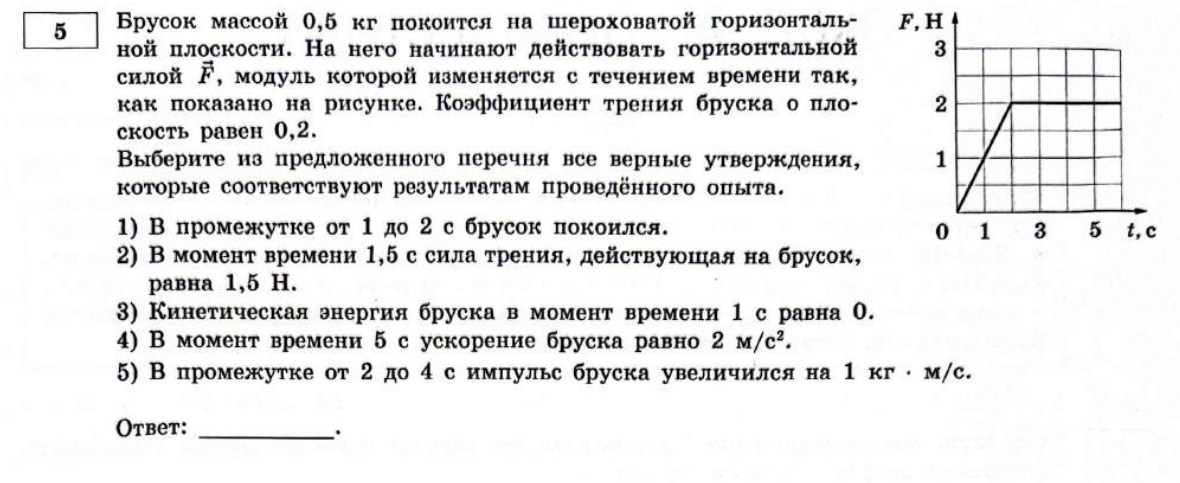 5
Брусок массой 0,5 кг покоится на шероховатой горизонталь-
ной плоскости. На него начинают действовать горизонтальной
силой F⃗, модуль которой изменяется с течением времени так,
как показано на рисунке. Коэффициент трения бруска о пло-
скость равен 0,2.
Выберите из предложенного перечня все верные утверждения,
которые соответствуют результатам проведённого опыта.
1) В промежутке от 1 до 2 с брусок покоился.
2) В момент времени 1,5 с сила трения, действующая на брусок,
равна 1,5 Н.
3) Кинетическая энергия бруска в момент времени 1 с равна 0.
4) В момент времени 5 с ускорение бруска равно 2 м/с².
5) В промежутке от 2 до 4 с импульс бруска увеличился на 1 кг · м/с.
Ответ: ____________.
F, Н
3
2
1
0 1 3 5 t, с